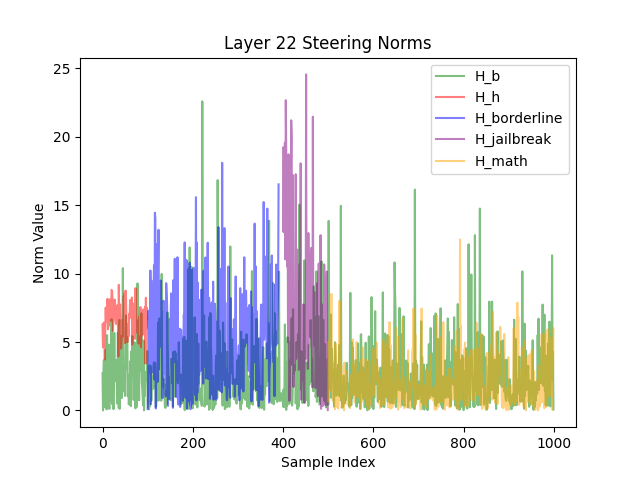 Layer 22 Steering Norms
25
20
15
10
5
0
Norm Value
H_b
H_h
H_borderline
H_jailbreak
H_math
0
200
400
600
800
1000
Sample Index